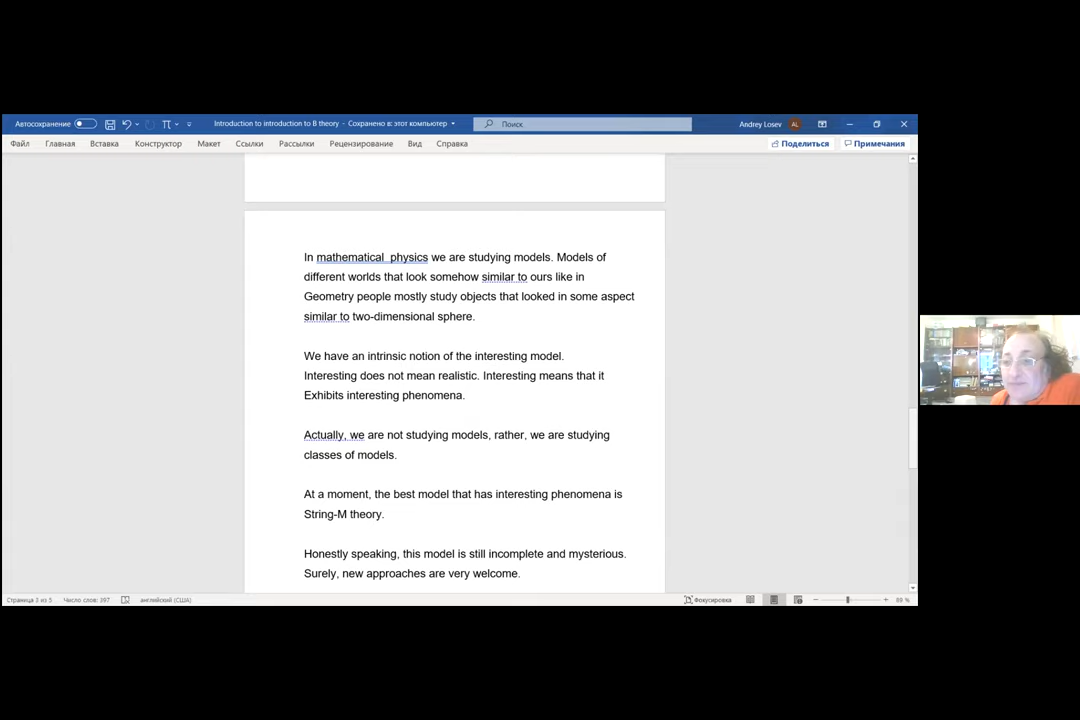 Автосохранение
Introduction to introduction to B theory - Сохранено в: этот компьютер
Поиск
Andrey Losev
AL
Файл Главная Вставка Конструктор Макет Ссылки Рассылки Рецензирование Вид Справка
Поделиться
Примечания
In mathematical physics we are studying models. Models of
different worlds that look somehow similar to ours like in
Geometry people mostly study objects that looked in some aspect
similar to two-dimensional sphere.
We have an intrinsic notion of the interesting model.
Interesting does not mean realistic. Interesting means that it
Exhibits interesting phenomena.
Actually, we are not studying models, rather, we are studying
classes of models.
At a moment, the best model that has interesting phenomena is
String-M theory.
Honestly speaking, this model is still incomplete and mysterious.
Surely, new approaches are very welcome.
Страница 3 из 5 Число слов: 397 английский (США)
Фокусировка
89 %